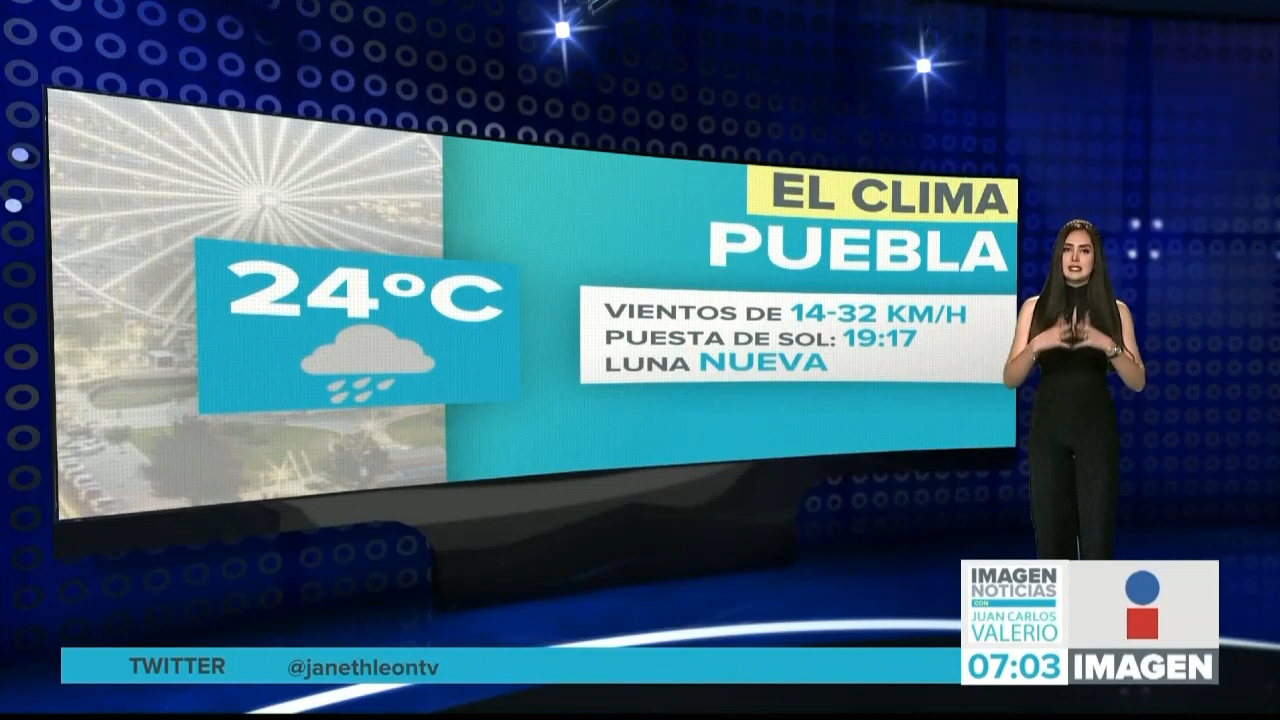 EL CLIMA
PUEBLA
24°C
VIENTOS DE 14-32 KM/H
PUESTA DE SOL: 19:17
LUNA NUEVA
TWITTER @janethleontv
IMAGEN
NOTICIAS
CON
JUAN CARLOS
VALERIO
07:03
IMAGEN